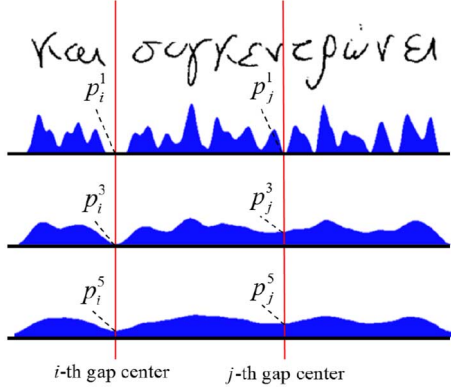 και συγκεντρώνει
p_i^1 p_j^1
p_i^3 p_j^3
p_i^5 p_j^5
i-th gap center j-th gap center